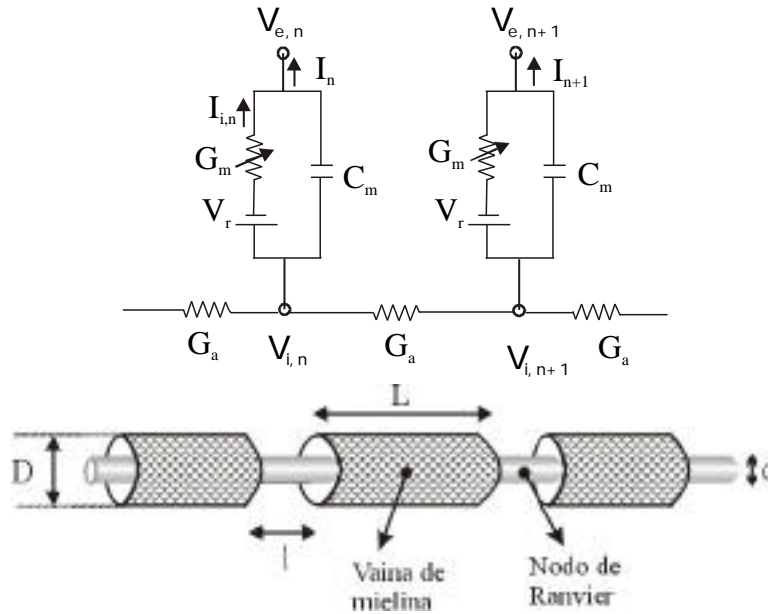 V e, n
V e, n+1
I n
I n+1
I i,n
G m
C m
V r
G m
C m
V r
G a
V i, n
G a
V i, n+1
G a
L
D
d
l
Vaina de
mielina
Nodo de
Ranvier